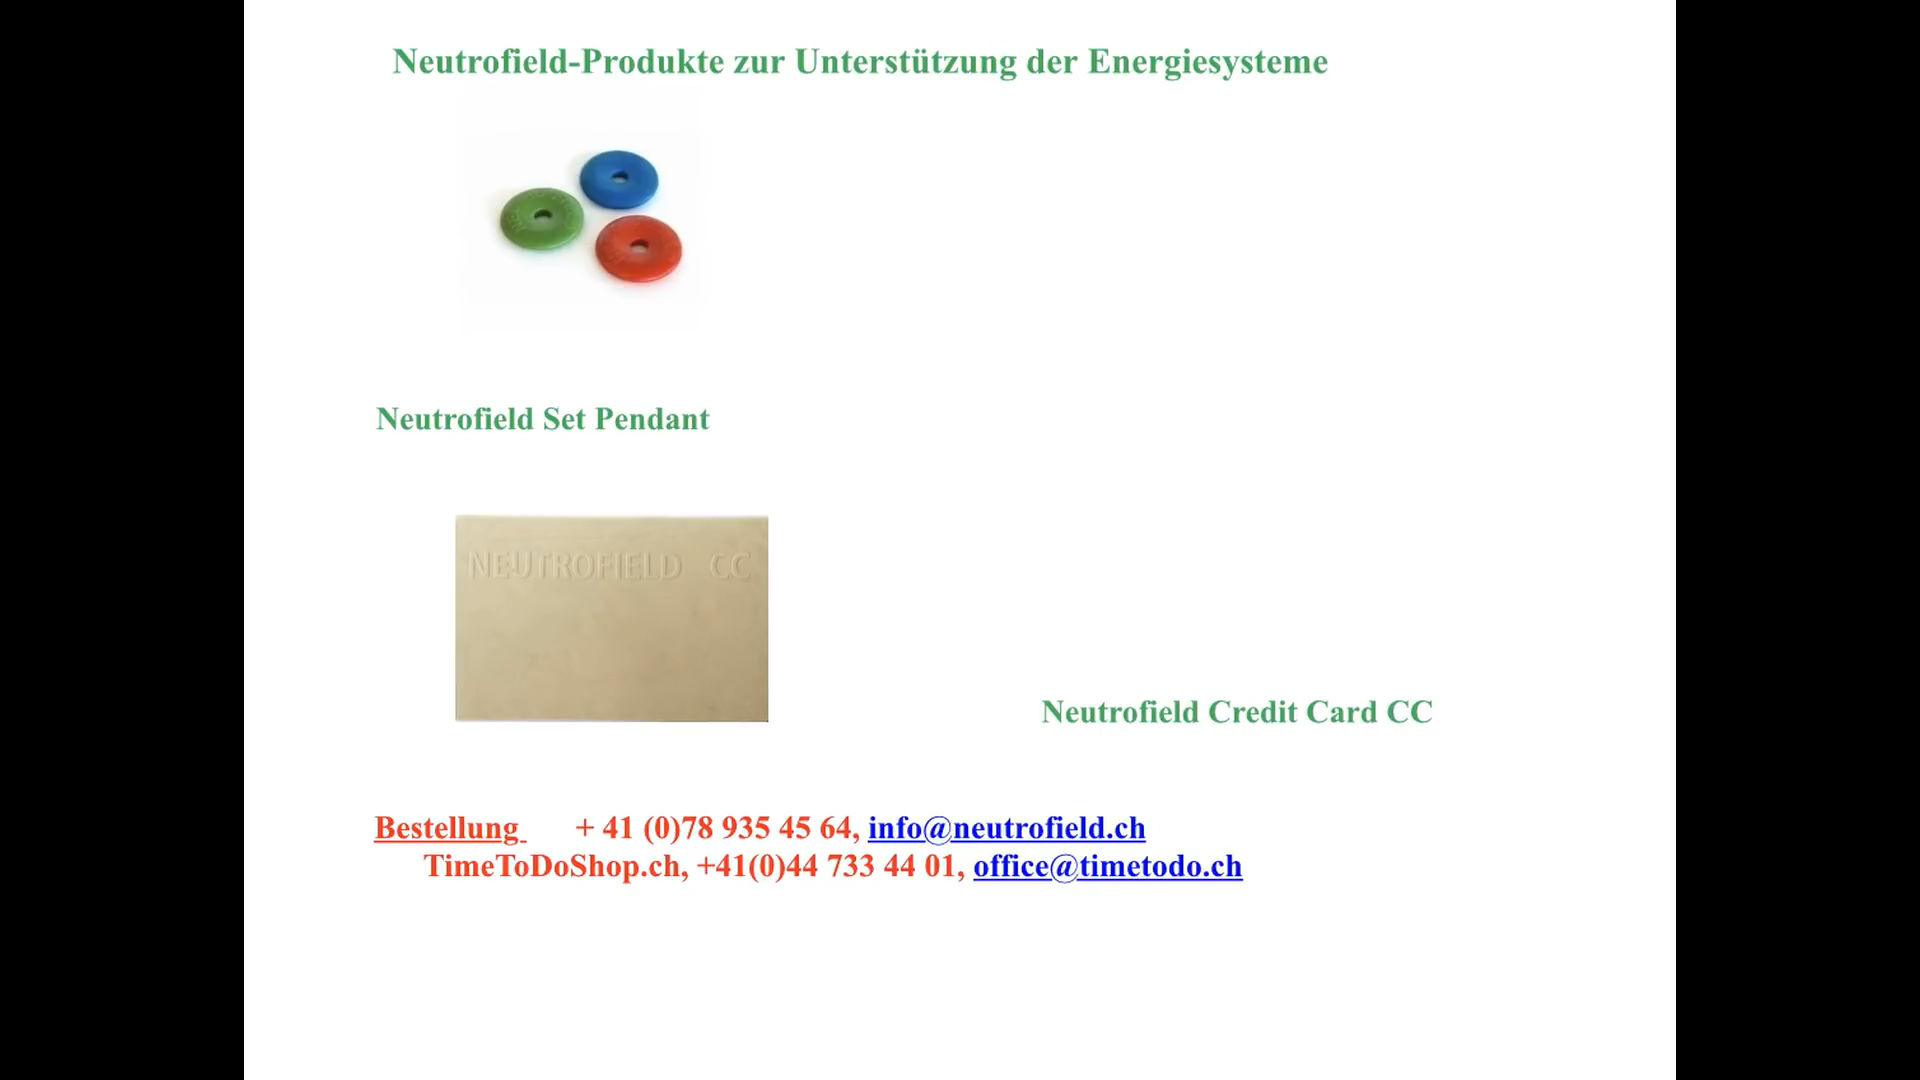 Neutrofield-Produkte zur Unterstützung der Energiesysteme
Neutrofield Set Pendant
NEUTROFIELD CC
Neutrofield Credit Card CC
Bestellung + 41 (0)78 935 45 64, info@neutrofield.ch
TimeToDoShop.ch, +41(0)44 733 44 01, office@timetodo.ch